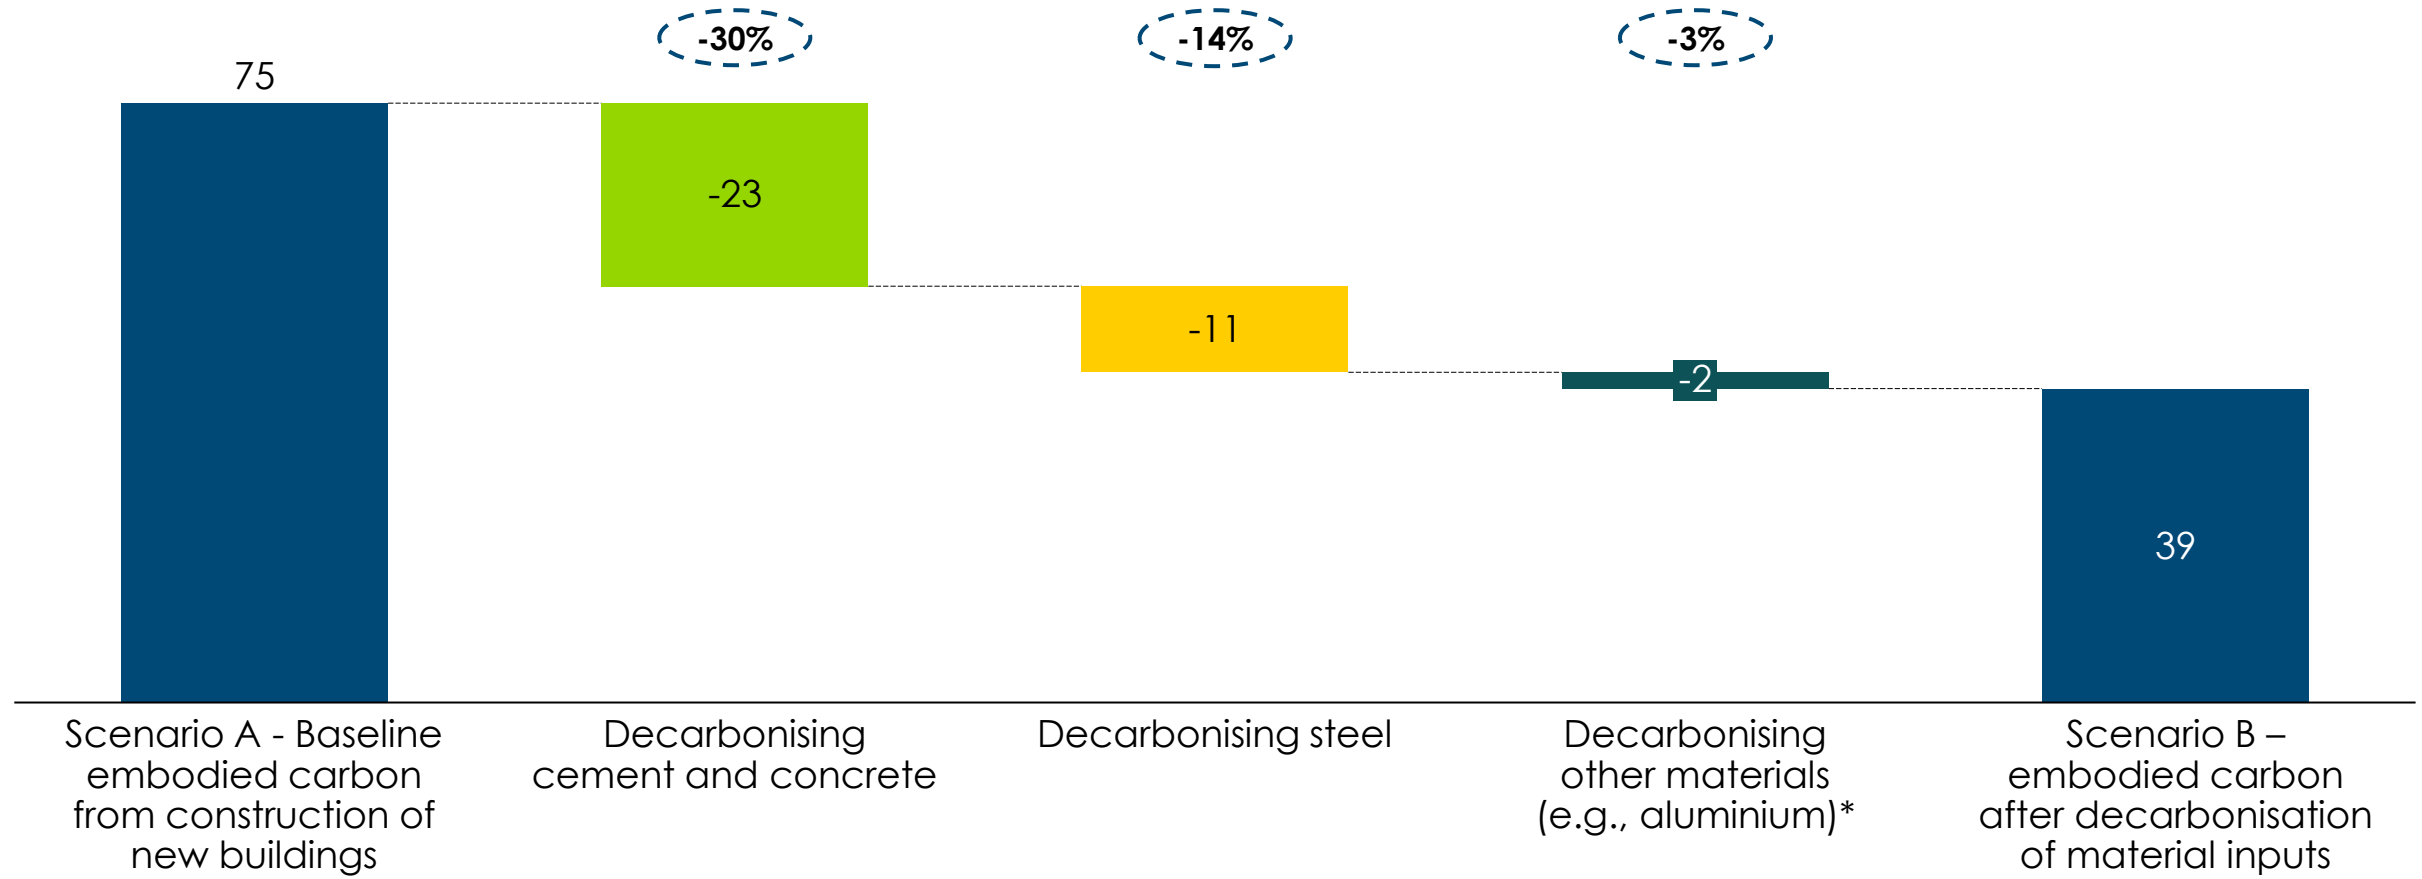 -30%
-14%
-3%
75
-23
-11
-2
39
Scenario A - Baseline
embodied carbon
from construction of
new buildings
Decarbonising
cement and concrete
Decarbonising steel
Decarbonising
other materials
(e.g., aluminium)*
Scenario B –
embodied carbon
after decarbonisation
of material inputs